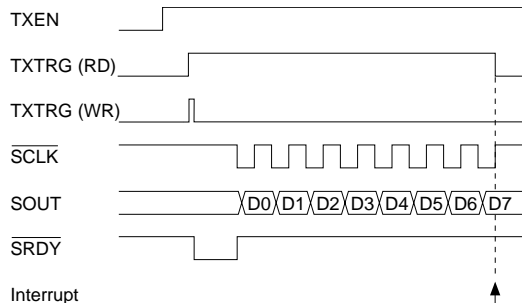 TXEN
TXTRG (RD)
TXTRG (WR)
SCLK
SOUT D0 D1 D2 D3 D4 D5 D6 D7
SRDY
Interrupt